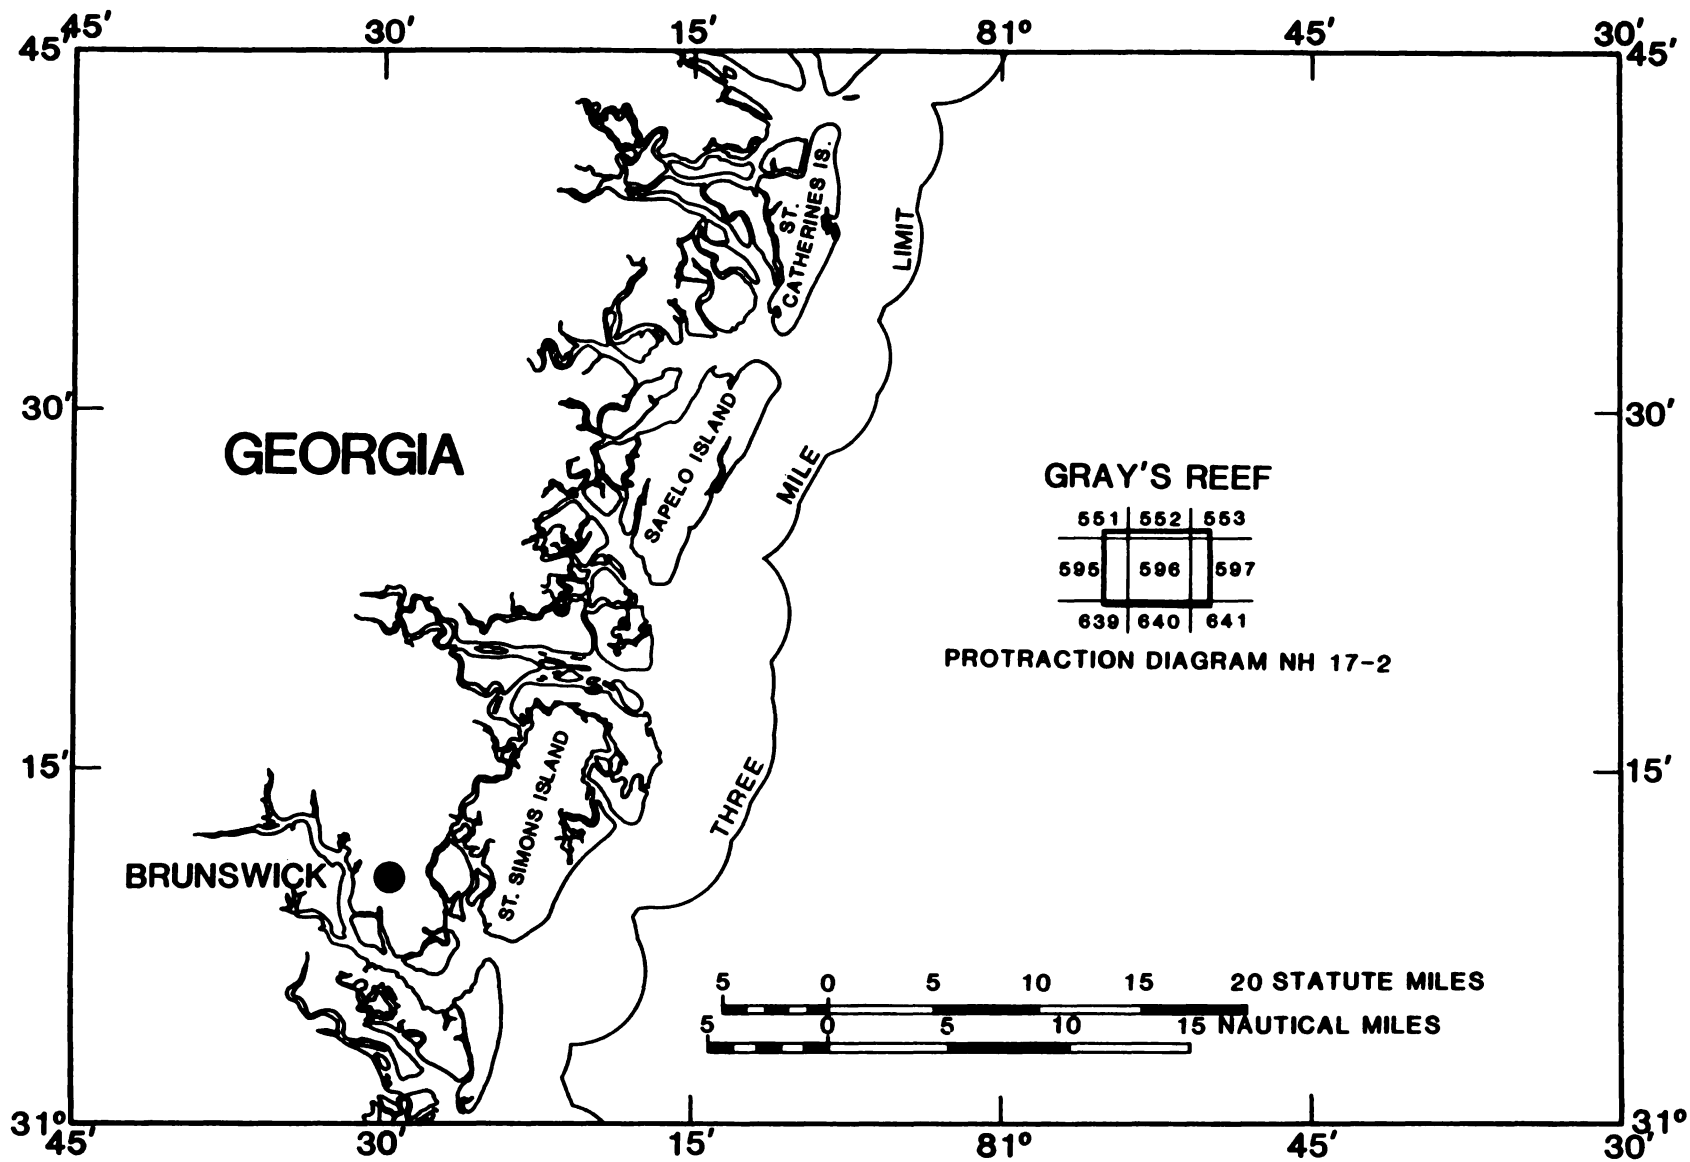 45' 30' 15' 81° 45' 30'
45' 45'
ST. CATHERINES IS.
LIMIT
30' 30'
GEORGIA
SAPELO ISLAND
MILE
GRAY'S REEF
551 552 553
595 596 597
639 640 641
PROTRACTION DIAGRAM NH 17-2
15' 15'
ST. SIMONS ISLAND
THREE
BRUNSWICK
5 0 5 10 15 20 STATUTE MILES
5 0 5 10 15 NAUTICAL MILES
31° 31°
45' 30' 15' 81° 45' 30'